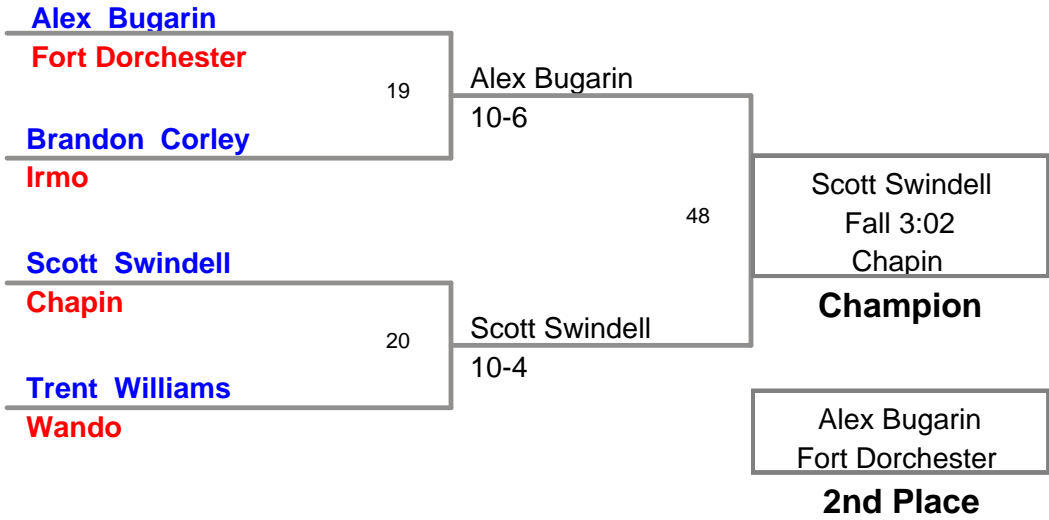 Alex Bugarin
Fort Dorchester
19
Brandon Corley
Irmo
Alex Bugarin
10-6
Scott Swindell
Chapin
20
Trent Williams
Wando
Scott Swindell
10-4
48
Scott Swindell
Fall 3:02
Chapin
Champion
Alex Bugarin
Fort Dorchester
2nd Place